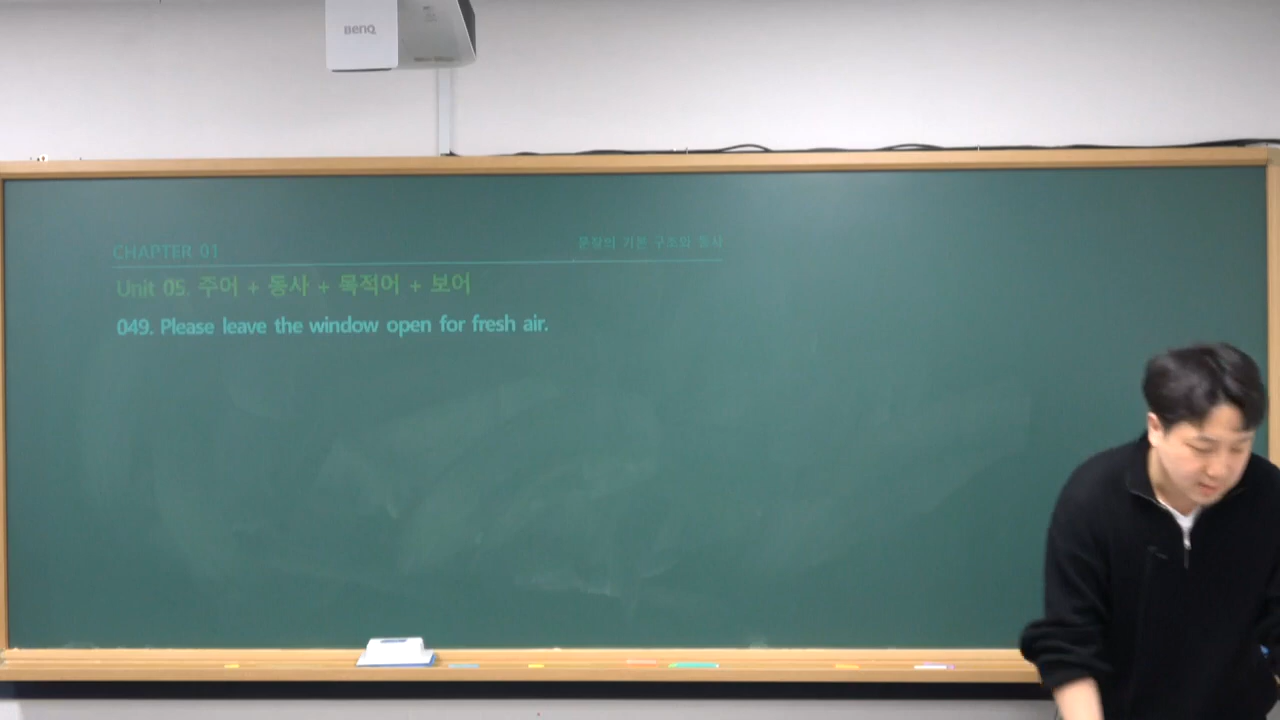 BenQ
CHAPTER 01
문장의 기본 구조와 동사
Unit 05. 주어 + 동사 + 목적어 + 보어
049. Please leave the window open for fresh air.